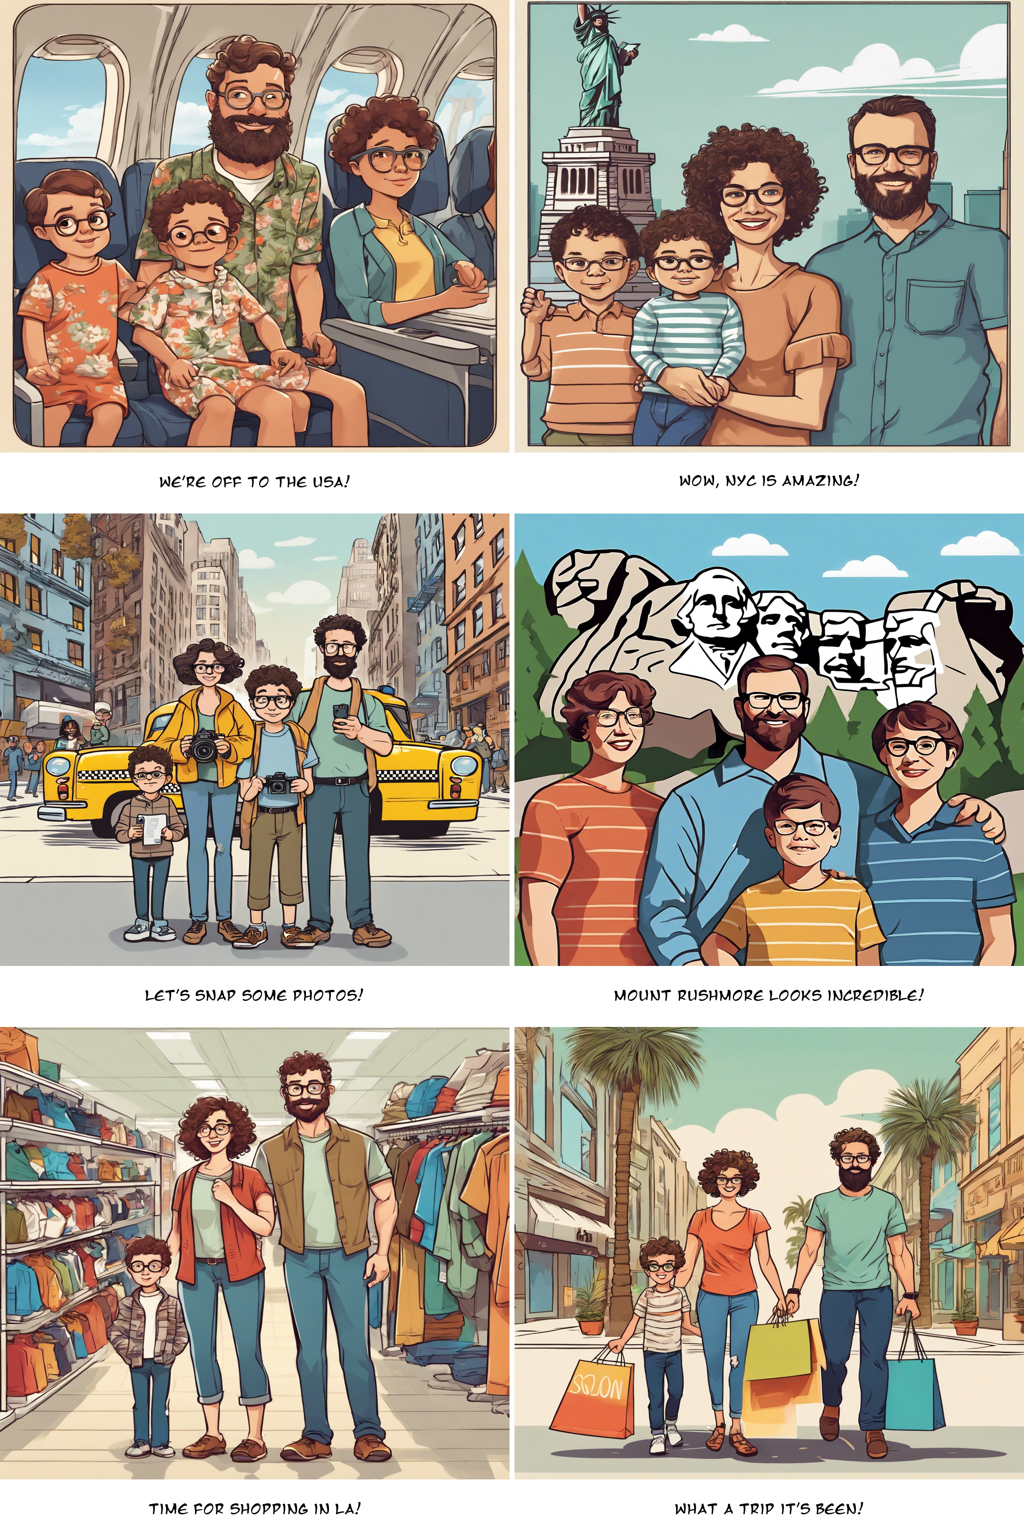 WE'RE OFF TO THE USA!
WOW, NYC IS AMAZING!
LET'S SNAP SOME PHOTOS!
MOUNT RUSHMORE LOOKS INCREDIBLE!
TIME FOR SHOPPING IN LA!
WHAT A TRIP IT'S BEEN!